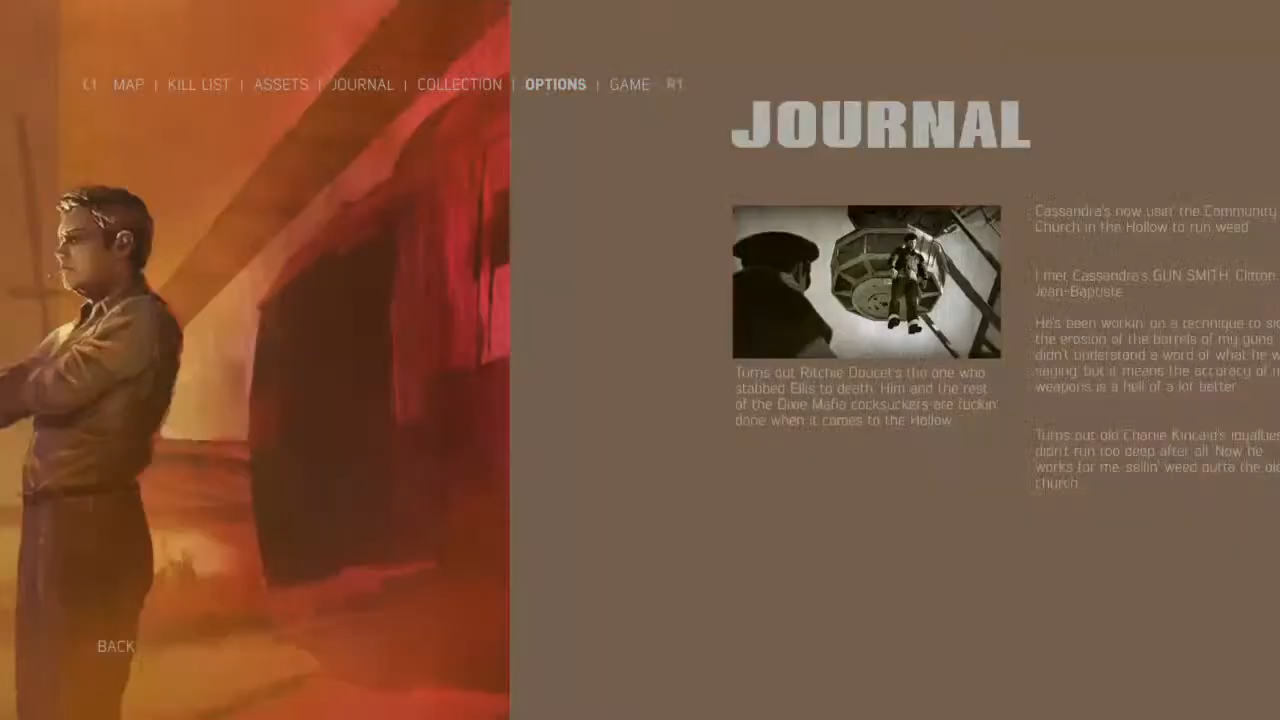 L1 MAP | KILL LIST | ASSETS | JOURNAL | COLLECTION | OPTIONS | GAME R1
JOURNAL
Turns out Ritchie Doucet's the one who
stabbed Ellis to death. Him and the rest
of the Dixie Mafia cocksuckers are fuckin'
done when it comes to the Hollow
Cassandra's now usin' the Community
Church in the Hollow to run weed
I met Cassandra's GUN SMITH, Clifton
Jean-Baptiste
He's been workin' on a technique to
the erosion of the barrels of my guns
didn't understand a word of what he
saying, but it means the accuracy of
weapons is a hell of a lot better
Turns out old Charlie Kincaid's loyalties
didn't run too deep after all. Now he
works for me, sellin' weed outta the
church
BACK